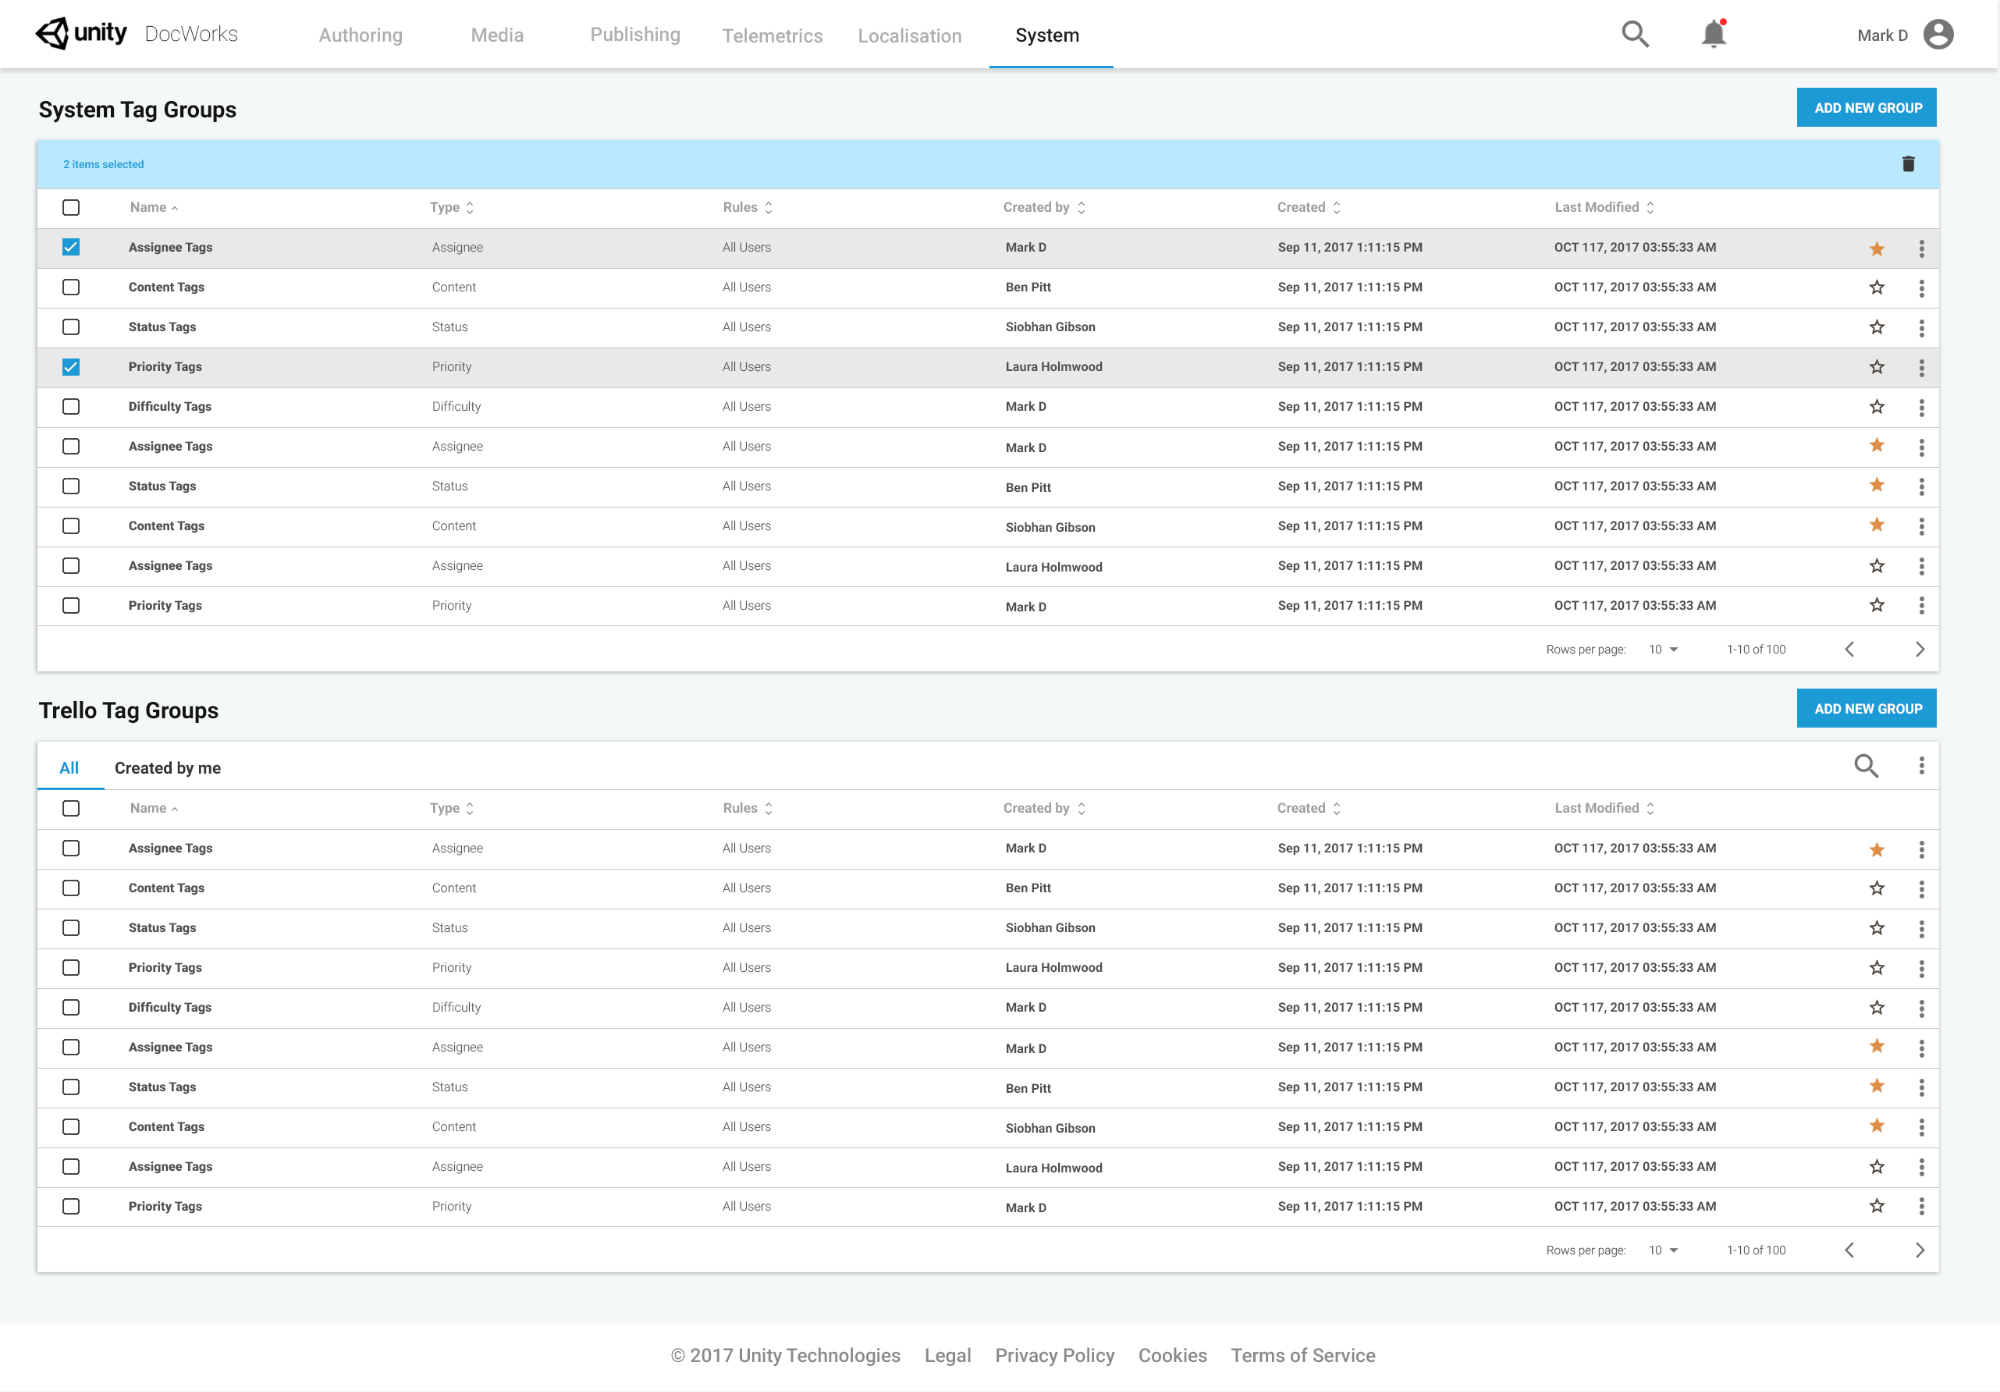 unity DocWorks Authoring Media Publishing Telemetrics Localisation System Mark D
System Tag Groups ADD NEW GROUP
2 items selected
Name Type Rules Created by Created Last Modified
Assignee Tags Assignee All Users Mark D Sep 11, 2017 1:11:15 PM OCT 117, 2017 03:55:33 AM
Content Tags Content All Users Ben Pitt Sep 11, 2017 1:11:15 PM OCT 117, 2017 03:55:33 AM
Status Tags Status All Users Siobhan Gibson Sep 11, 2017 1:11:15 PM OCT 117, 2017 03:55:33 AM
Priority Tags Priority All Users Laura Holmwood Sep 11, 2017 1:11:15 PM OCT 117, 2017 03:55:33 AM
Difficulty Tags Difficulty All Users Mark D Sep 11, 2017 1:11:15 PM OCT 117, 2017 03:55:33 AM
Assignee Tags Assignee All Users Mark D Sep 11, 2017 1:11:15 PM OCT 117, 2017 03:55:33 AM
Status Tags Status All Users Ben Pitt Sep 11, 2017 1:11:15 PM OCT 117, 2017 03:55:33 AM
Content Tags Content All Users Siobhan Gibson Sep 11, 2017 1:11:15 PM OCT 117, 2017 03:55:33 AM
Assignee Tags Assignee All Users Laura Holmwood Sep 11, 2017 1:11:15 PM OCT 117, 2017 03:55:33 AM
Priority Tags Priority All Users Mark D Sep 11, 2017 1:11:15 PM OCT 117, 2017 03:55:33 AM
Rows per page: 10 1-10 of 100
Trello Tag Groups ADD NEW GROUP
All Created by me
Name Type Rules Created by Created Last Modified
Assignee Tags Assignee All Users Mark D Sep 11, 2017 1:11:15 PM OCT 117, 2017 03:55:33 AM
Content Tags Content All Users Ben Pitt Sep 11, 2017 1:11:15 PM OCT 117, 2017 03:55:33 AM
Status Tags Status All Users Siobhan Gibson Sep 11, 2017 1:11:15 PM OCT 117, 2017 03:55:33 AM
Priority Tags Priority All Users Laura Holmwood Sep 11, 2017 1:11:15 PM OCT 117, 2017 03:55:33 AM
Difficulty Tags Difficulty All Users Mark D Sep 11, 2017 1:11:15 PM OCT 117, 2017 03:55:33 AM
Assignee Tags Assignee All Users Mark D Sep 11, 2017 1:11:15 PM OCT 117, 2017 03:55:33 AM
Status Tags Status All Users Ben Pitt Sep 11, 2017 1:11:15 PM OCT 117, 2017 03:55:33 AM
Content Tags Content All Users Siobhan Gibson Sep 11, 2017 1:11:15 PM OCT 117, 2017 03:55:33 AM
Assignee Tags Assignee All Users Laura Holmwood Sep 11, 2017 1:11:15 PM OCT 117, 2017 03:55:33 AM
Priority Tags Priority All Users Mark D Sep 11, 2017 1:11:15 PM OCT 117, 2017 03:55:33 AM
Rows per page: 10 1-10 of 100
© 2017 Unity Technologies Legal Privacy Policy Cookies Terms of Service